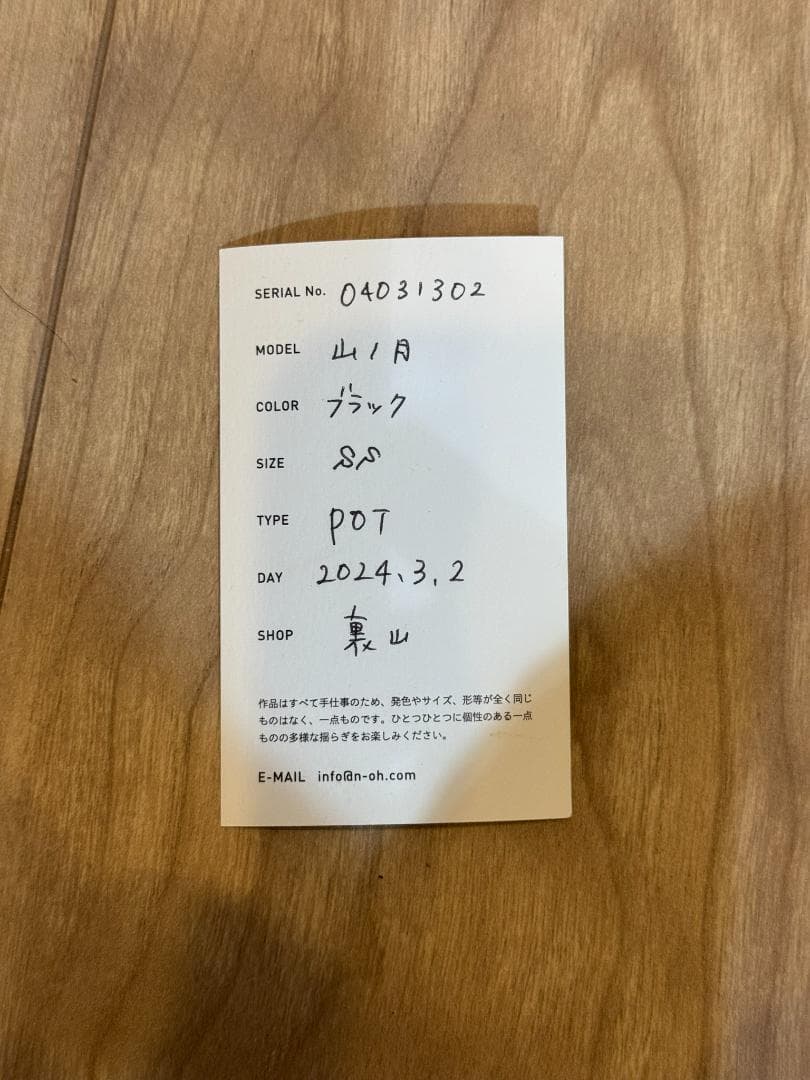 SERIAL No. 04031302
MODEL 山ノ月
COLOR ブラック
SIZE SS
TYPE POT
DAY 2024.3.2
SHOP 裏山
作品はすべて手仕事のため、発色やサイズ、形等が全く同じ
ものはなく、一点ものです。ひとつひとつに個性のある一点
ものの多様な揺らぎをお楽しみください。
E-MAIL info@n-oh.com